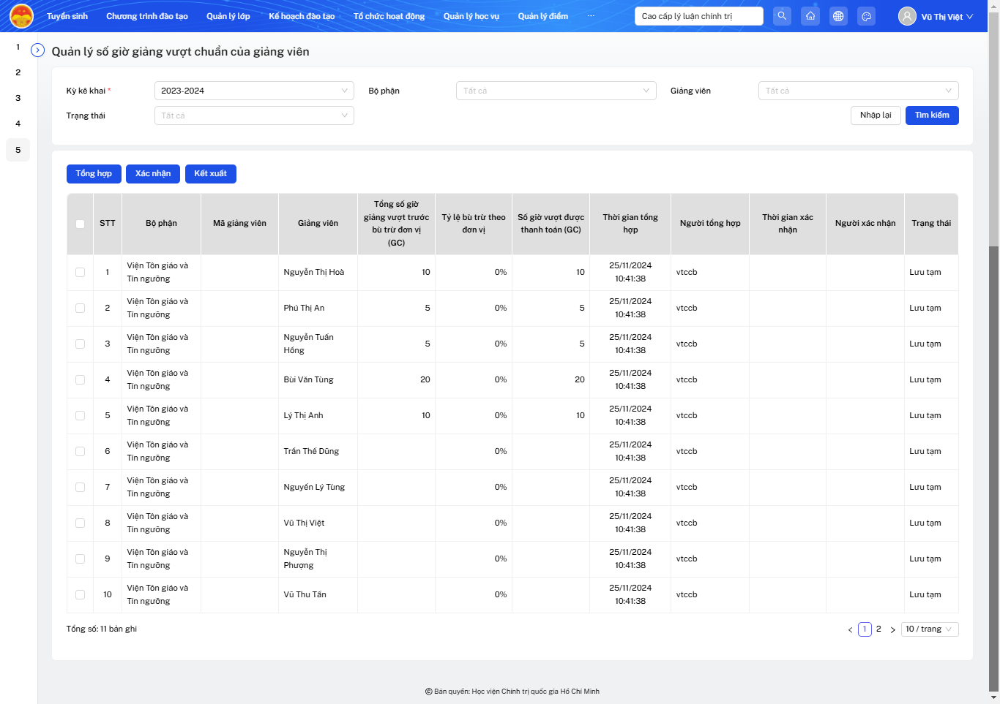 Tuyển sinh Chương trình đào tạo Quản lý lớp Kế hoạch đào tạo Tổ chức hoạt động Quản lý học vụ Quản lý điểm ... Cao cấp lý luận chính trị Vũ Thị Việt
1
2
3
4
5
Quản lý số giờ giảng vượt chuẩn của giảng viên
Kỳ kê khai * 2023-2024 Bộ phận Tất cả Giảng viên Tất cả
Trạng thái Tất cả Nhập lại Tìm kiếm
Tổng hợp Xác nhận Kết xuất
STT Bộ phận Mã giảng viên Giảng viên Tổng số giờ giảng vượt trước bù trừ đơn vị (GC) Tỷ lệ bù trừ theo đơn vị Số giờ vượt được thanh toán (GC) Thời gian tổng hợp Người tổng hợp Thời gian xác nhận Người xác nhận Trạng thái
1 Viện Tôn giáo và Tín ngưỡng Nguyễn Thị Hoà 10 0% 10 25/11/2024 10:41:38 vtccb Lưu tạm
2 Viện Tôn giáo và Tín ngưỡng Phú Thị An 5 0% 5 25/11/2024 10:41:38 vtccb Lưu tạm
3 Viện Tôn giáo và Tín ngưỡng Nguyễn Tuấn Hồng 5 0% 5 25/11/2024 10:41:38 vtccb Lưu tạm
4 Viện Tôn giáo và Tín ngưỡng Bùi Văn Tùng 20 0% 20 25/11/2024 10:41:38 vtccb Lưu tạm
5 Viện Tôn giáo và Tín ngưỡng Lý Thị Anh 10 0% 10 25/11/2024 10:41:38 vtccb Lưu tạm
6 Viện Tôn giáo và Tín ngưỡng Trần Thế Dũng 0% 25/11/2024 10:41:38 vtccb Lưu tạm
7 Viện Tôn giáo và Tín ngưỡng Nguyễn Lý Tùng 0% 25/11/2024 10:41:38 vtccb Lưu tạm
8 Viện Tôn giáo và Tín ngưỡng Vũ Thị Việt 0% 25/11/2024 10:41:38 vtccb Lưu tạm
9 Viện Tôn giáo và Tín ngưỡng Nguyễn Thị Phượng 0% 25/11/2024 10:41:38 vtccb Lưu tạm
10 Viện Tôn giáo và Tín ngưỡng Vũ Thu Tấn 0% 25/11/2024 10:41:38 vtccb Lưu tạm
Tổng số: 11 bản ghi < 1 2 > 10 / trang
© Bản quyền: Học viện Chính trị quốc gia Hồ Chí Minh